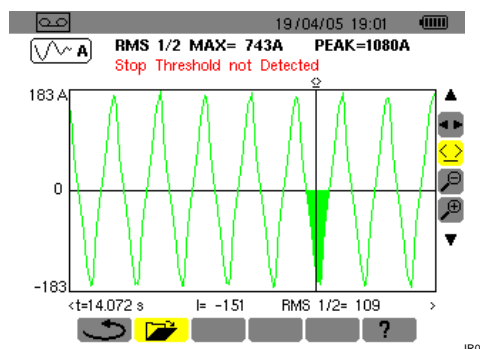 19/04/05 19:01
A RMS 1/2 MAX= 743A PEAK=1080A
Stop Threshold not Detected
183 A
0
-183
<t=14.072 s I= -151 RMS 1/2= 109 >
?